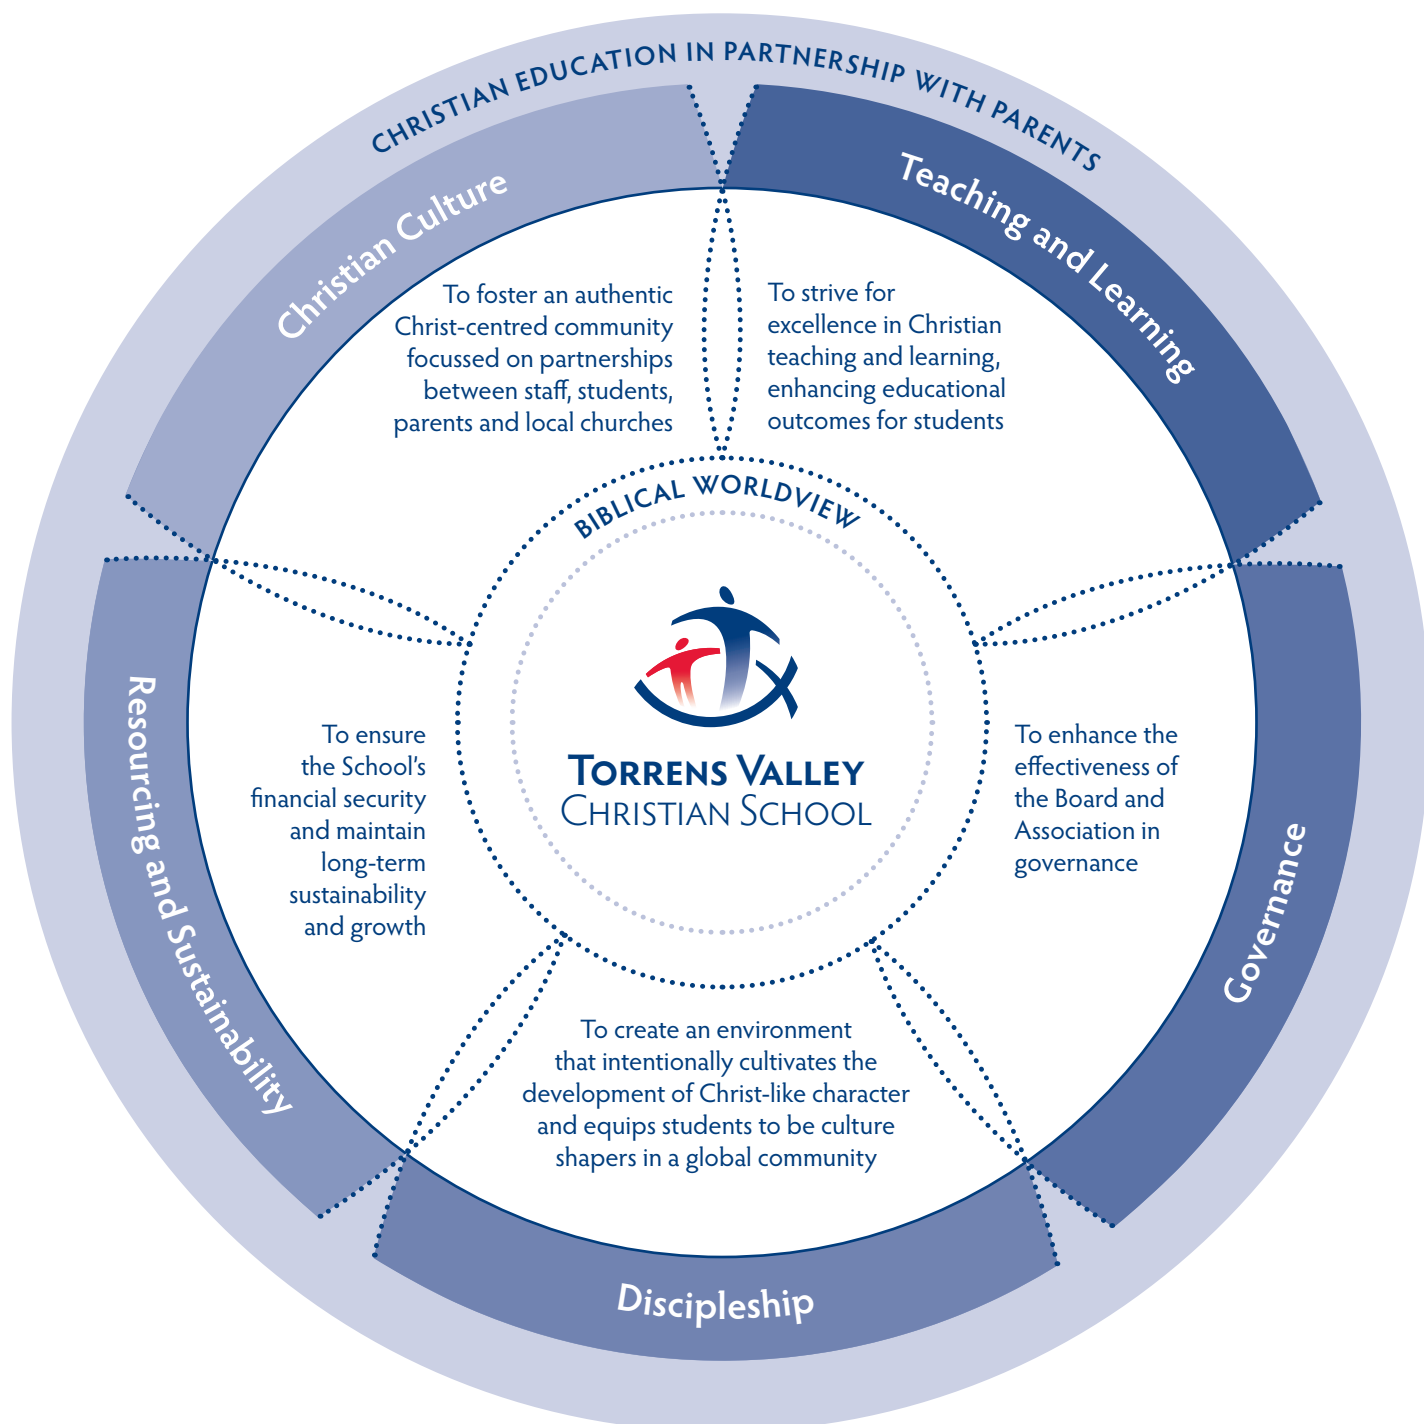 CHRISTIAN EDUCATION IN PARTNERSHIP WITH PARENTS
Christian Culture
To foster an authentic
Christ-centred community
focussed on partnerships
between staff, students,
parents and local churches
Teaching and Learning
To strive for
excellence in Christian
teaching and learning,
enhancing educational
outcomes for students
BIBLICAL WORLDVIEW
TORRENS VALLEY
CHRISTIAN SCHOOL
Resourcing and Sustainability
To ensure
the School's
financial security
and maintain
long-term
sustainability
and growth
Governance
To enhance the
effectiveness of
the Board and
Association in
governance
To create an environment
that intentionally cultivates the
development of Christ-like character
and equips students to be culture
shapers in a global community
Discipleship